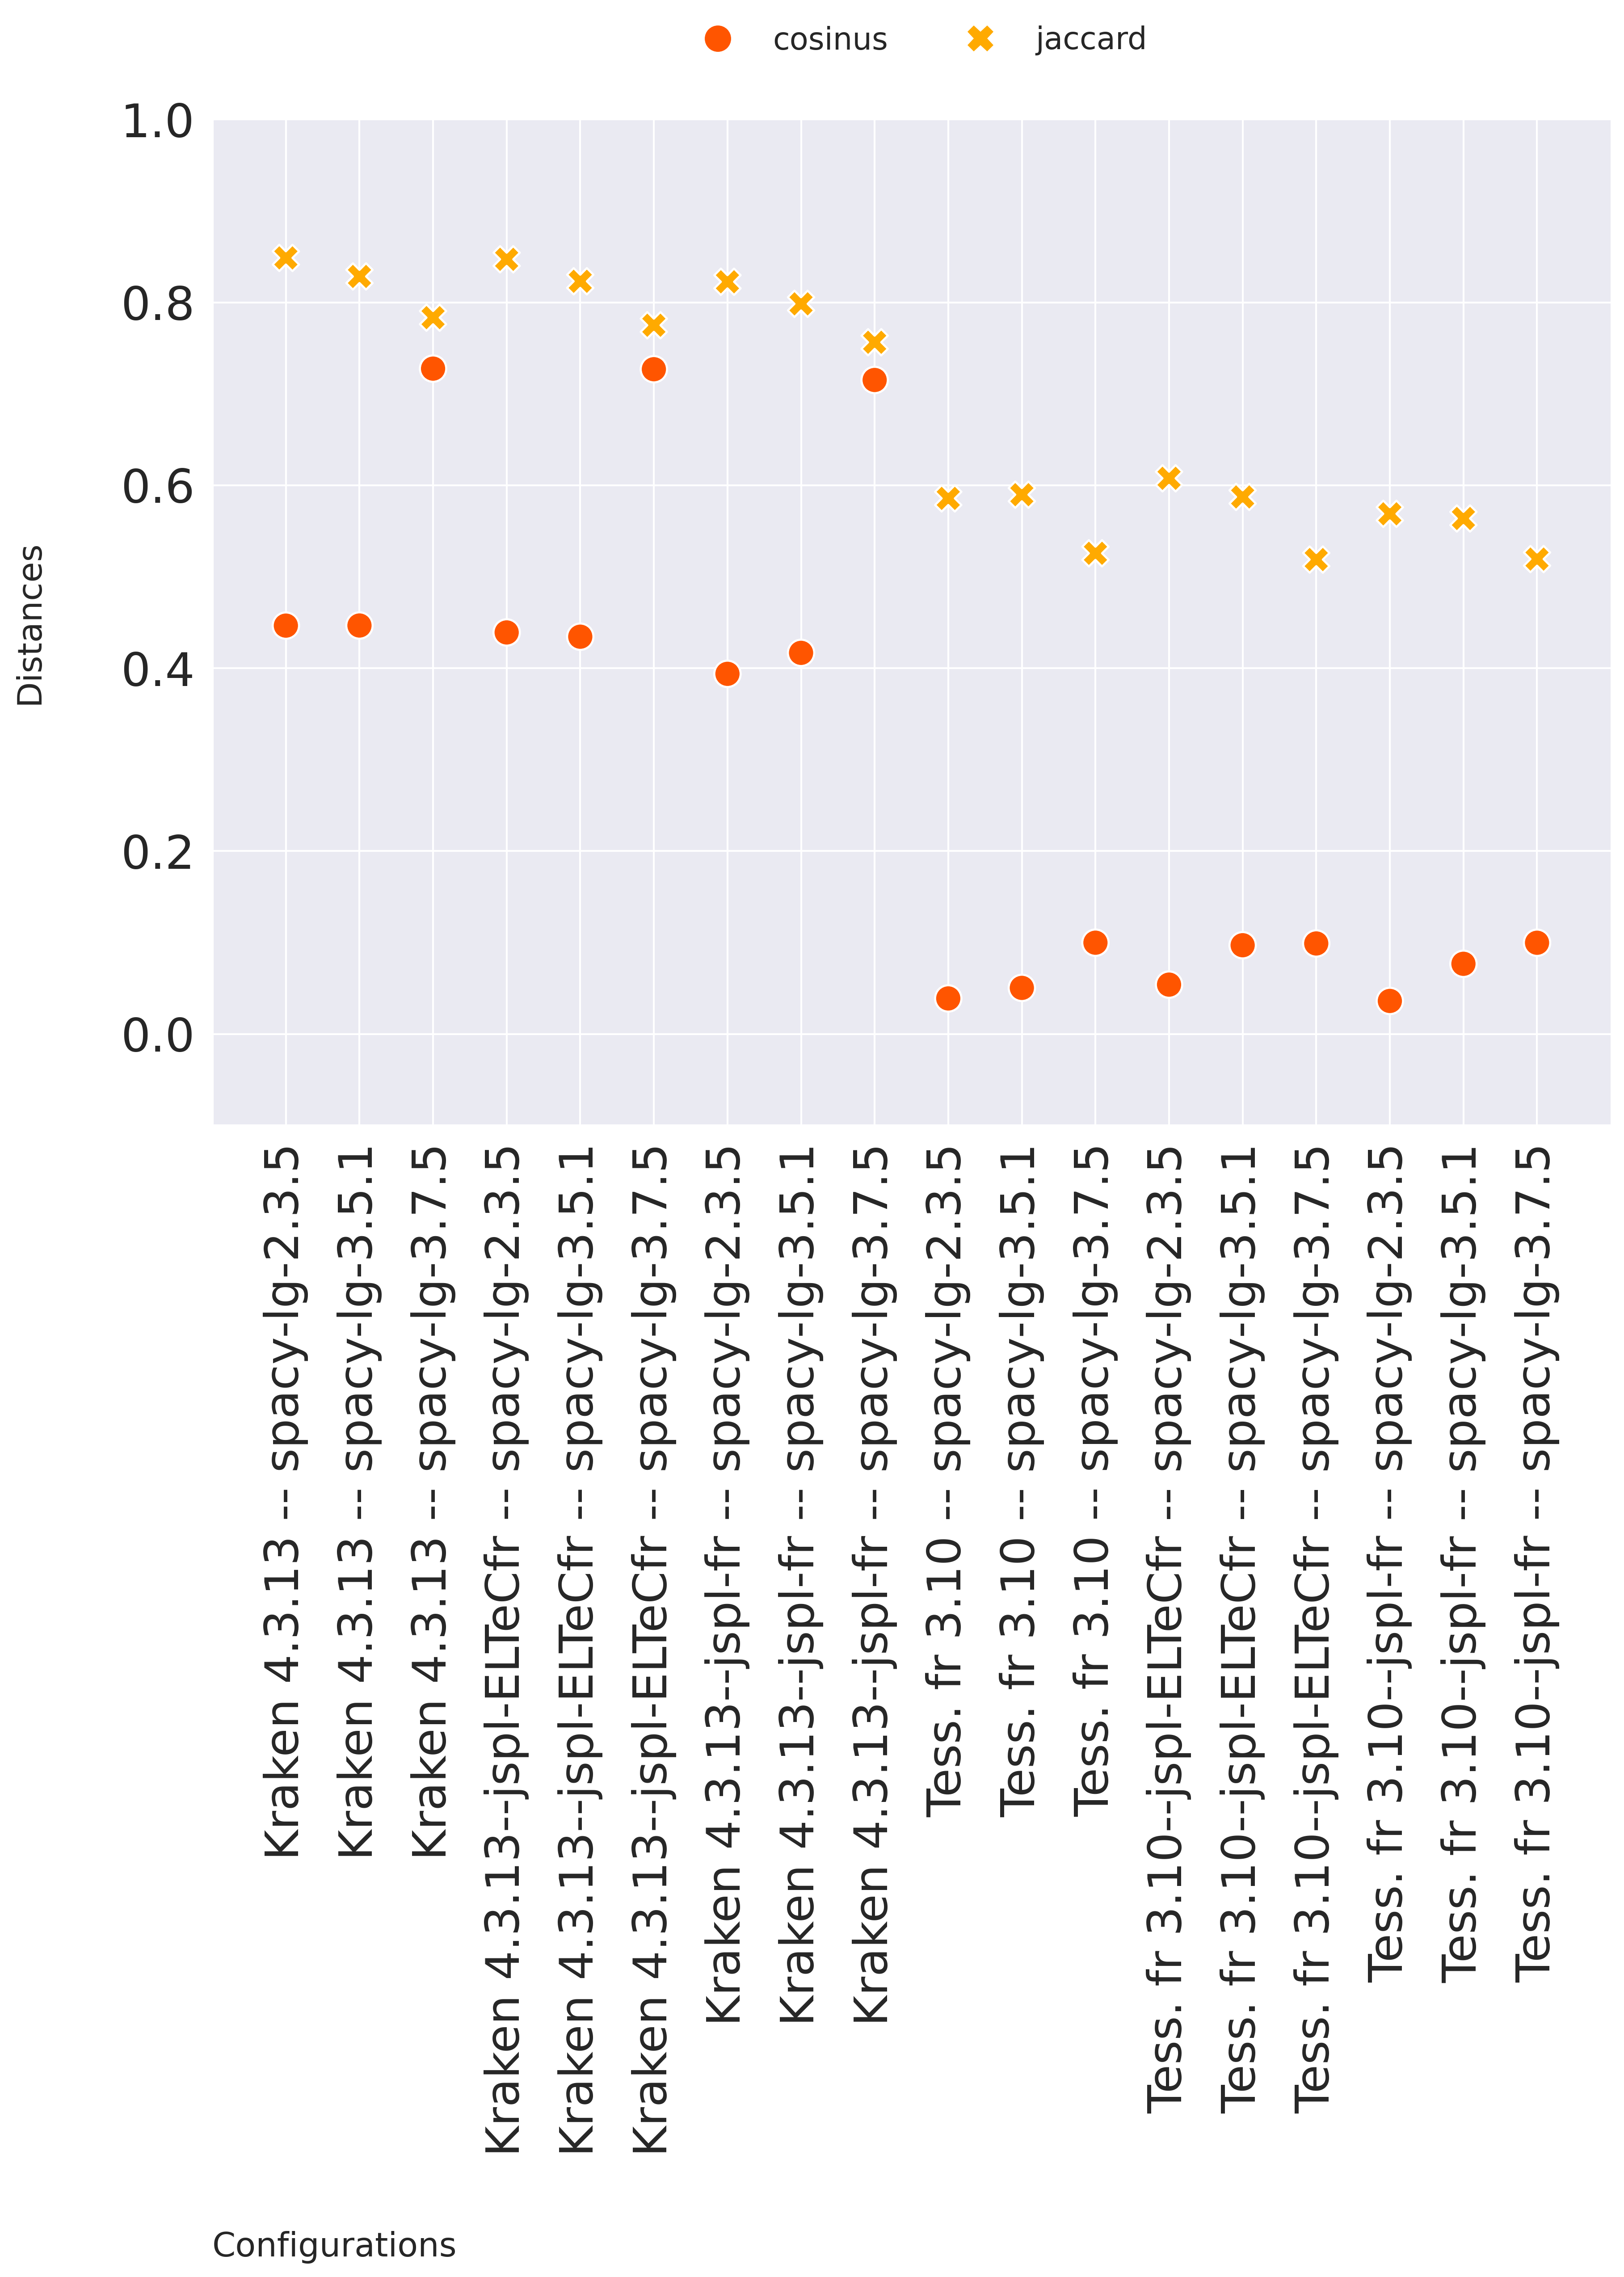 cosinus jaccard
1.0
0.8
0.6
0.4
0.2
0.0
Distances
Kraken 4.3.13 -- spacy-lg-2.3.5
Kraken 4.3.13 -- spacy-lg-3.5.1
Kraken 4.3.13 -- spacy-lg-3.7.5
Kraken 4.3.13--jspl-ELTeCfr -- spacy-lg-2.3.5
Kraken 4.3.13--jspl-ELTeCfr -- spacy-lg-3.5.1
Kraken 4.3.13--jspl-ELTeCfr -- spacy-lg-3.7.5
Kraken 4.3.13--jspl-fr -- spacy-lg-2.3.5
Kraken 4.3.13--jspl-fr -- spacy-lg-3.5.1
Kraken 4.3.13--jspl-fr -- spacy-lg-3.7.5
Tess. fr 3.10 -- spacy-lg-2.3.5
Tess. fr 3.10 -- spacy-lg-3.5.1
Tess. fr 3.10 -- spacy-lg-3.7.5
Tess. fr 3.10--jspl-ELTeCfr -- spacy-lg-2.3.5
Tess. fr 3.10--jspl-ELTeCfr -- spacy-lg-3.5.1
Tess. fr 3.10--jspl-ELTeCfr -- spacy-lg-3.7.5
Tess. fr 3.10--jspl-fr -- spacy-lg-2.3.5
Tess. fr 3.10--jspl-fr -- spacy-lg-3.5.1
Tess. fr 3.10--jspl-fr -- spacy-lg-3.7.5
Configurations